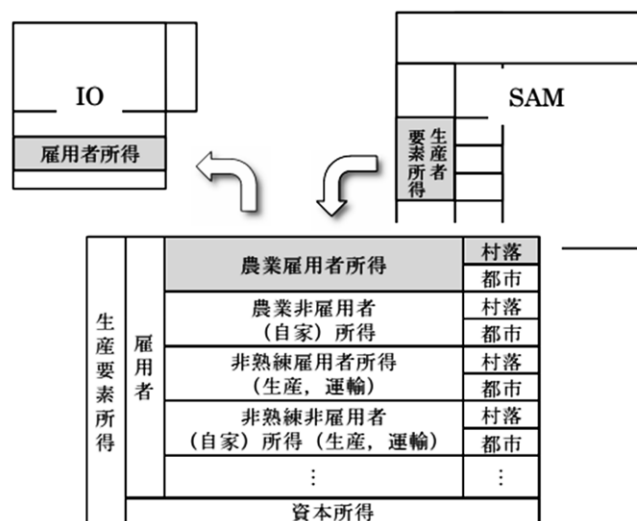 IO
雇用者所得
SAM
生産者
要素所得
生産要素所得
雇用者
農業雇用者所得
村落
都市
農業非雇用者
（自家）所得
村落
都市
非熟練雇用者所得
（生産，運輸）
村落
都市
非熟練非雇用者
（自家）所得（生産，運輸）
村落
都市
⋮
⋮
資本所得